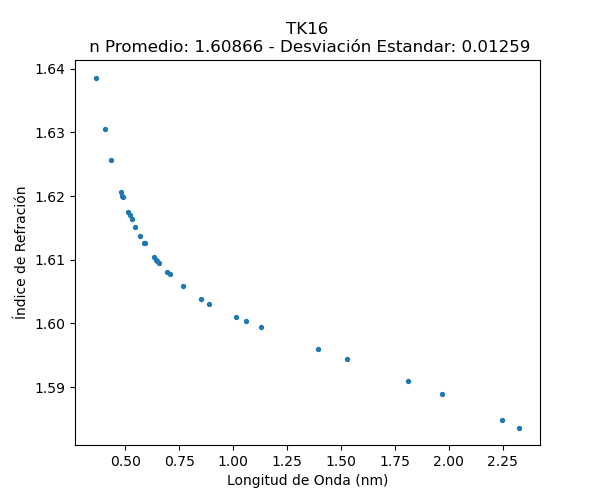 TK16
n Promedio: 1.60866 - Desviación Estandar: 0.01259
1.64
1.63
1.62
1.61
1.60
1.59
Índice de Refración
0.50 0.75 1.00 1.25 1.50 1.75 2.00 2.25
Longitud de Onda (nm)